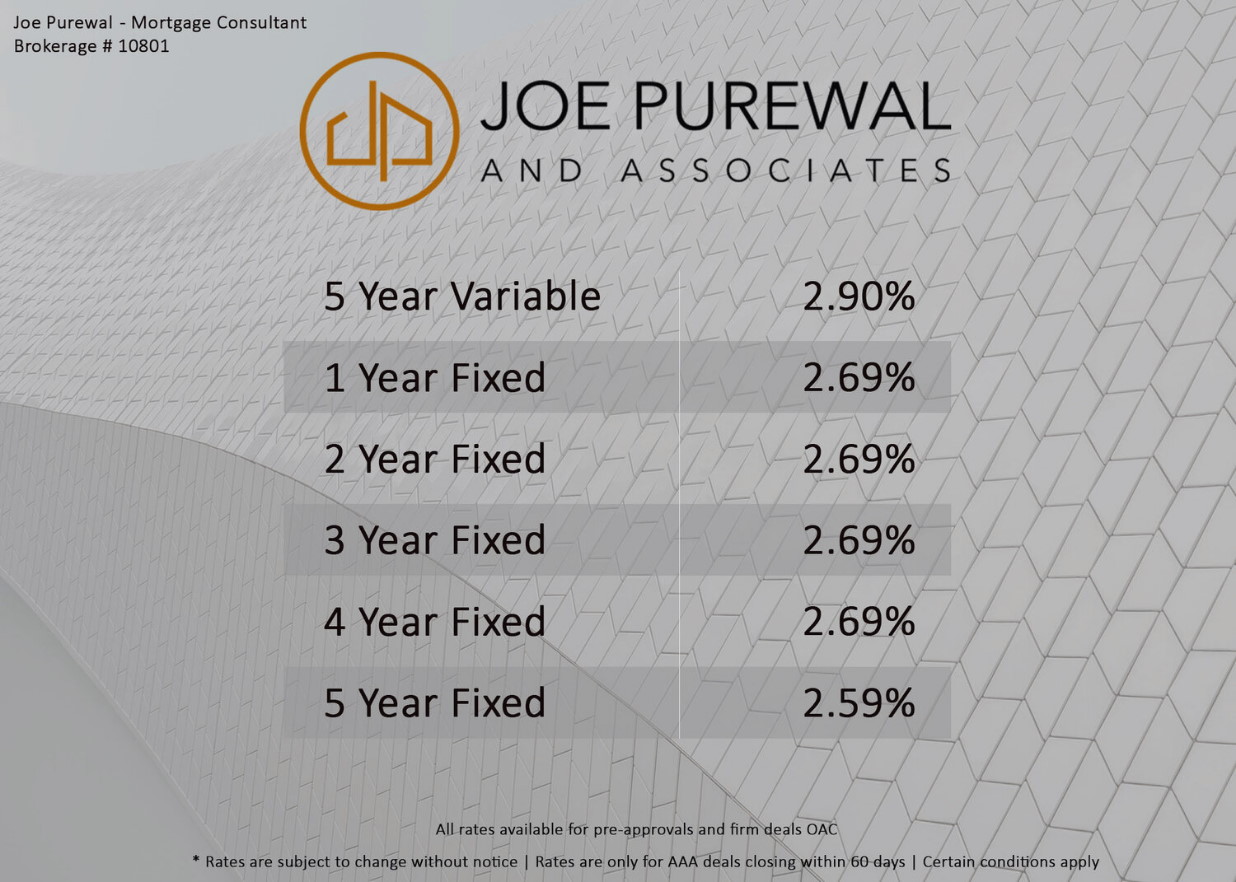 Joe Purewal - Mortgage Consultant
Brokerage # 10801
JOE PUREWAL
AND ASSOCIATES
5 Year Variable 2.90%
1 Year Fixed 2.69%
2 Year Fixed 2.69%
3 Year Fixed 2.69%
4 Year Fixed 2.69%
5 Year Fixed 2.59%
All rates available for pre-approvals and firm deals OAC
* Rates are subject to change without notice | Rates are only for AAA deals closing within 60 days | Certain conditions apply